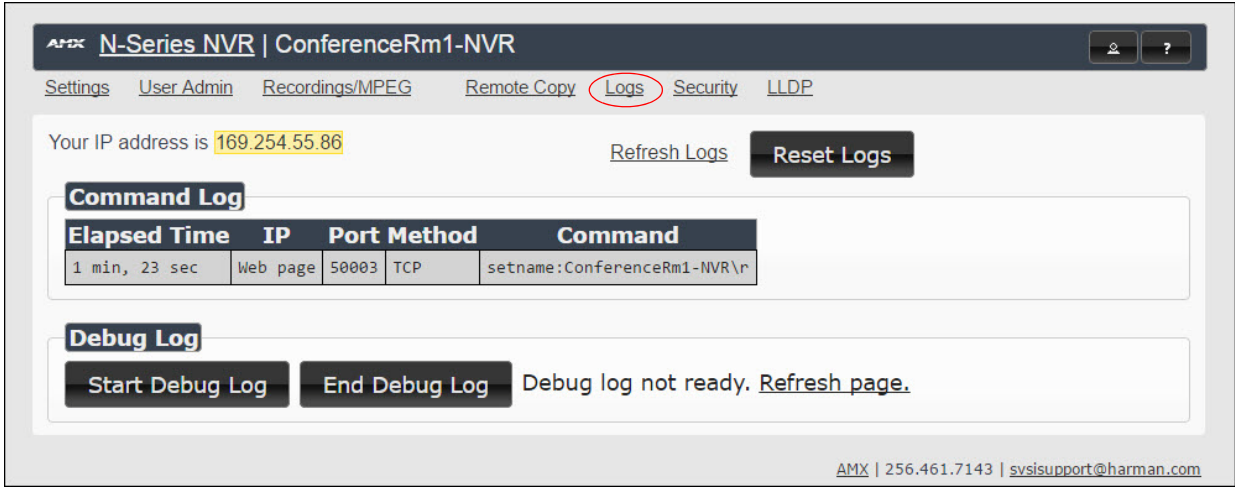 AMX N-Series NVR | ConferenceRm1-NVR ?
Settings User Admin Recordings/MPEG Remote Copy Logs Security LLDP
Your IP address is 169.254.55.86 Refresh Logs Reset Logs
Command Log
Elapsed Time IP Port Method Command
1 min, 23 sec Web page 50003 TCP setname:ConferenceRm1-NVR\r
Debug Log
Start Debug Log End Debug Log Debug log not ready. Refresh page.
AMX | 256.461.7143 | svsisupport@harman.com